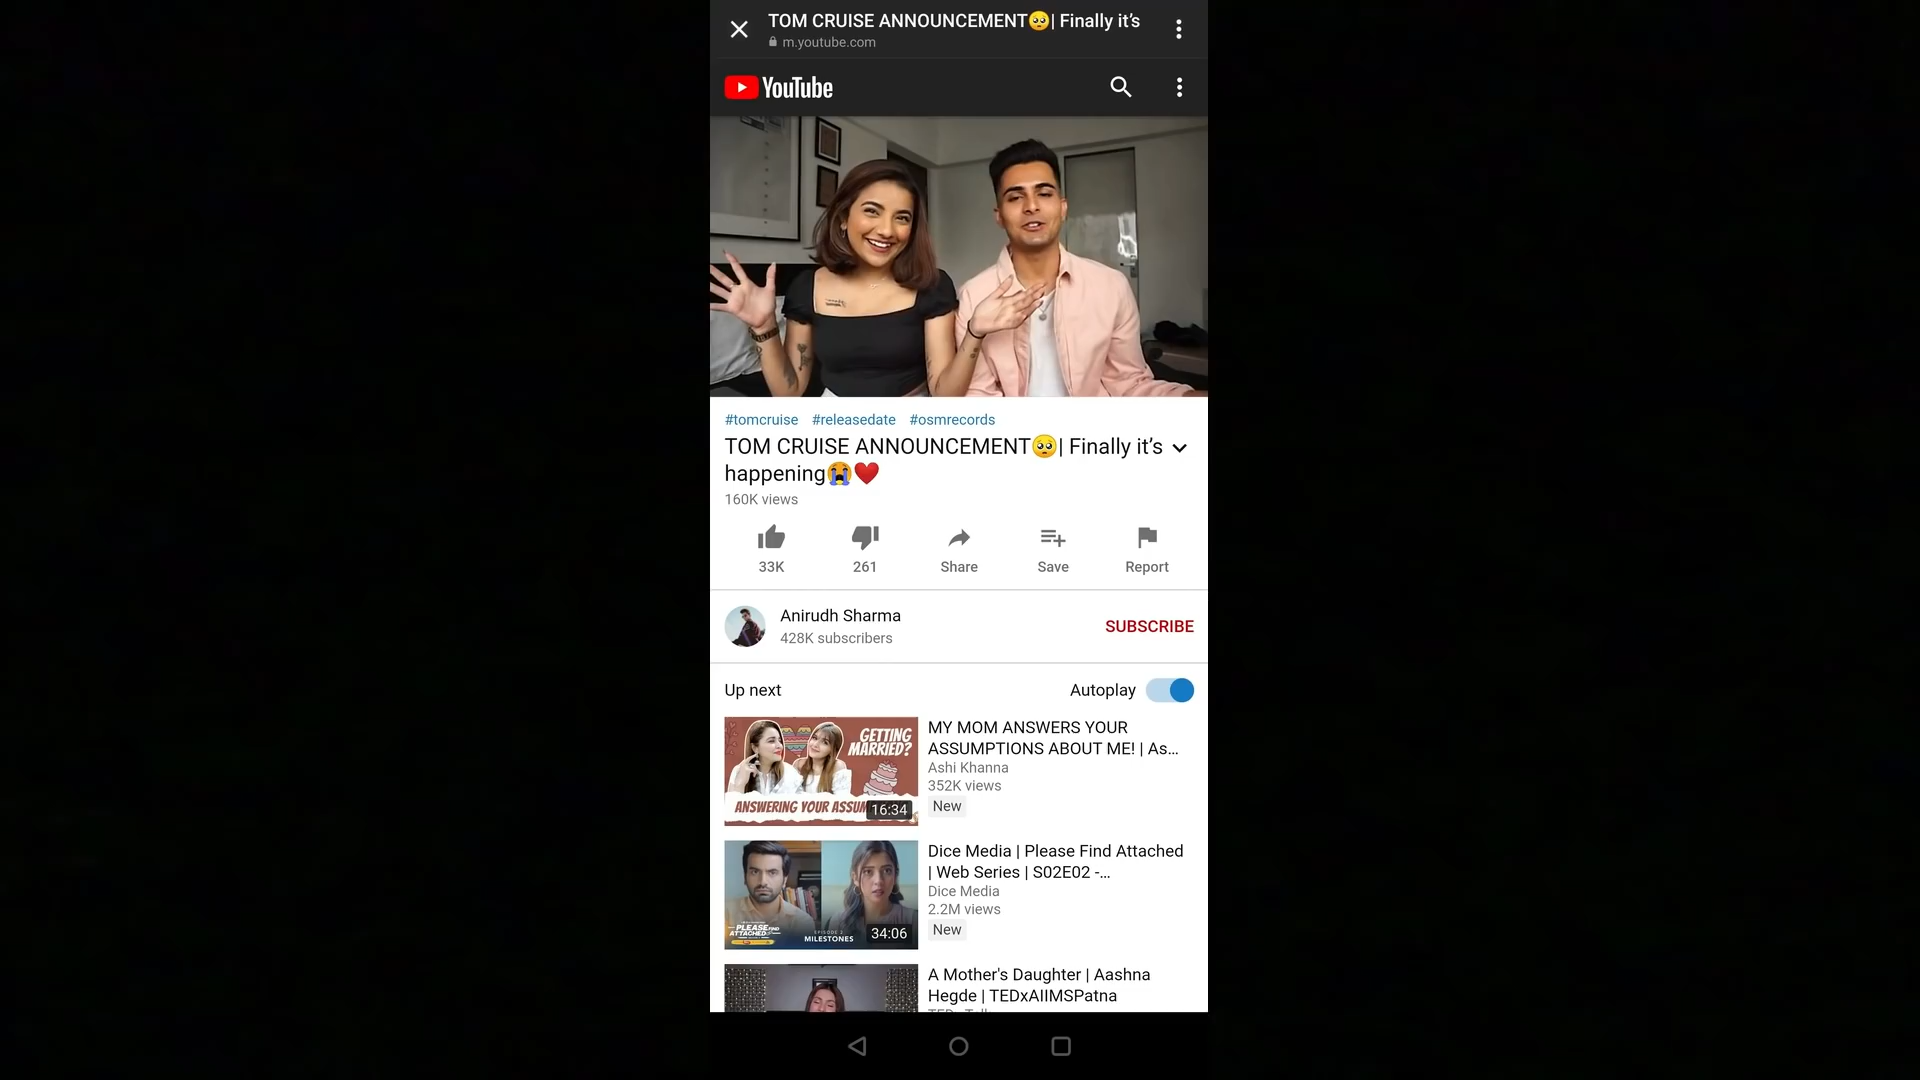 TOM CRUISE ANNOUNCEMENT🥺| Finally it’s
m.youtube.com
YouTube
#tomcruise #releasedate #osmrecords
TOM CRUISE ANNOUNCEMENT🥺| Finally it’s
happening😭❤️
160K views
33K
261
Share
Save
Report
Anirudh Sharma
428K subscribers
SUBSCRIBE
Up next
Autoplay
GETTING
MARRIED?
ANSWERING YOUR ASSUM
16:34
MY MOM ANSWERS YOUR
ASSUMPTIONS ABOUT ME! | As...
Ashi Khanna
352K views
New
PLEASE FIND
ATTACHED
EPISODE 2
MILESTONES
34:06
Dice Media | Please Find Attached
| Web Series | S02E02 -...
Dice Media
2.2M views
New
A Mother's Daughter | Aashna
Hegde | TEDxAIIMSPatna